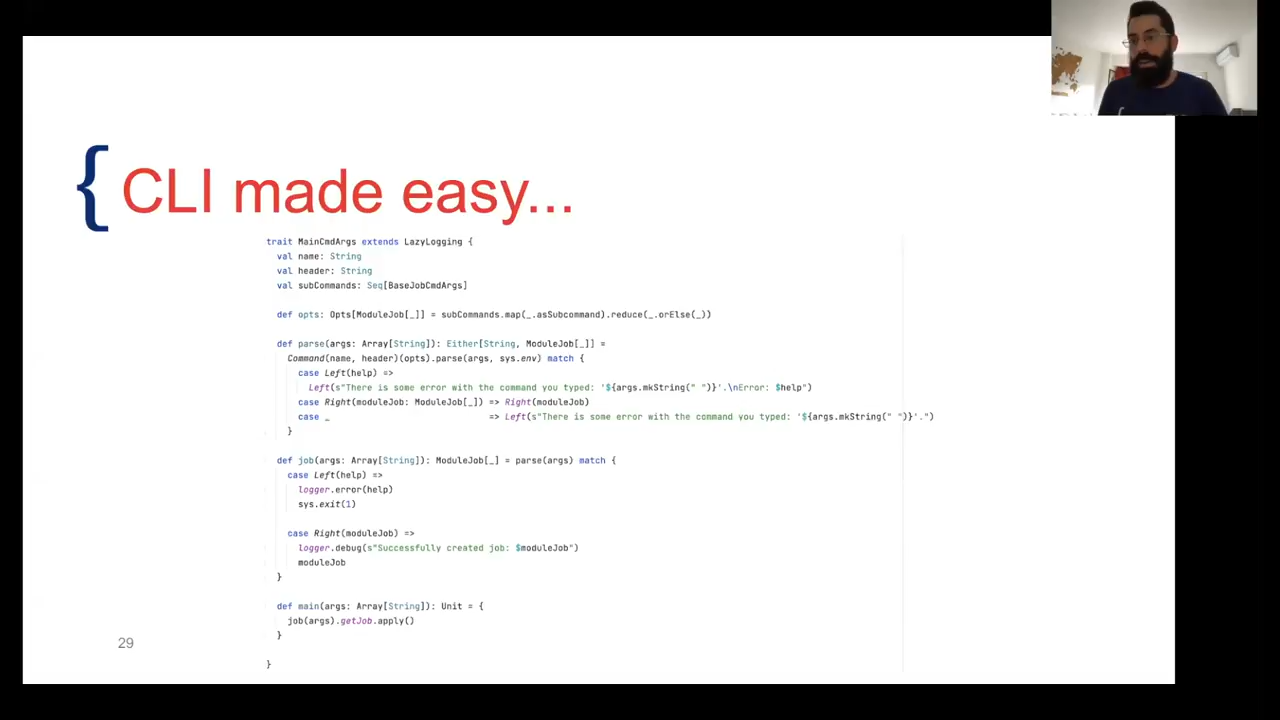 { CLI made easy...
trait MainCmdArgs extends LazyLogging {
  val name: String
  val header: String
  val subCommands: Seq[BaseJobCmdArgs]
  def opts: Opts[ModuleJob[_]] = subCommands.map(_.asSubcommand).reduce(_.orElse(_))
  def parse(args: Array[String]): Either[String, ModuleJob[_]] =
    Command(name, header)(opts).parse(args, sys.env) match {
      case Left(help) =>
        Left(s"There is some error with the command you typed: '${args.mkString(" ")}'.\nError: $help")
      case Right(moduleJob: ModuleJob[_]) => Right(moduleJob)
      case _ => Left(s"There is some error with the command you typed: '${args.mkString(" ")}'.")
    }
  def job(args: Array[String]): ModuleJob[_] = parse(args) match {
    case Left(help) =>
      logger.error(help)
      sys.exit(1)
    case Right(moduleJob) =>
      logger.debug(s"Successfully created job: $moduleJob")
      moduleJob
  }
  def main(args: Array[String]): Unit = {
    job(args).getJob.apply()
  }
}
29